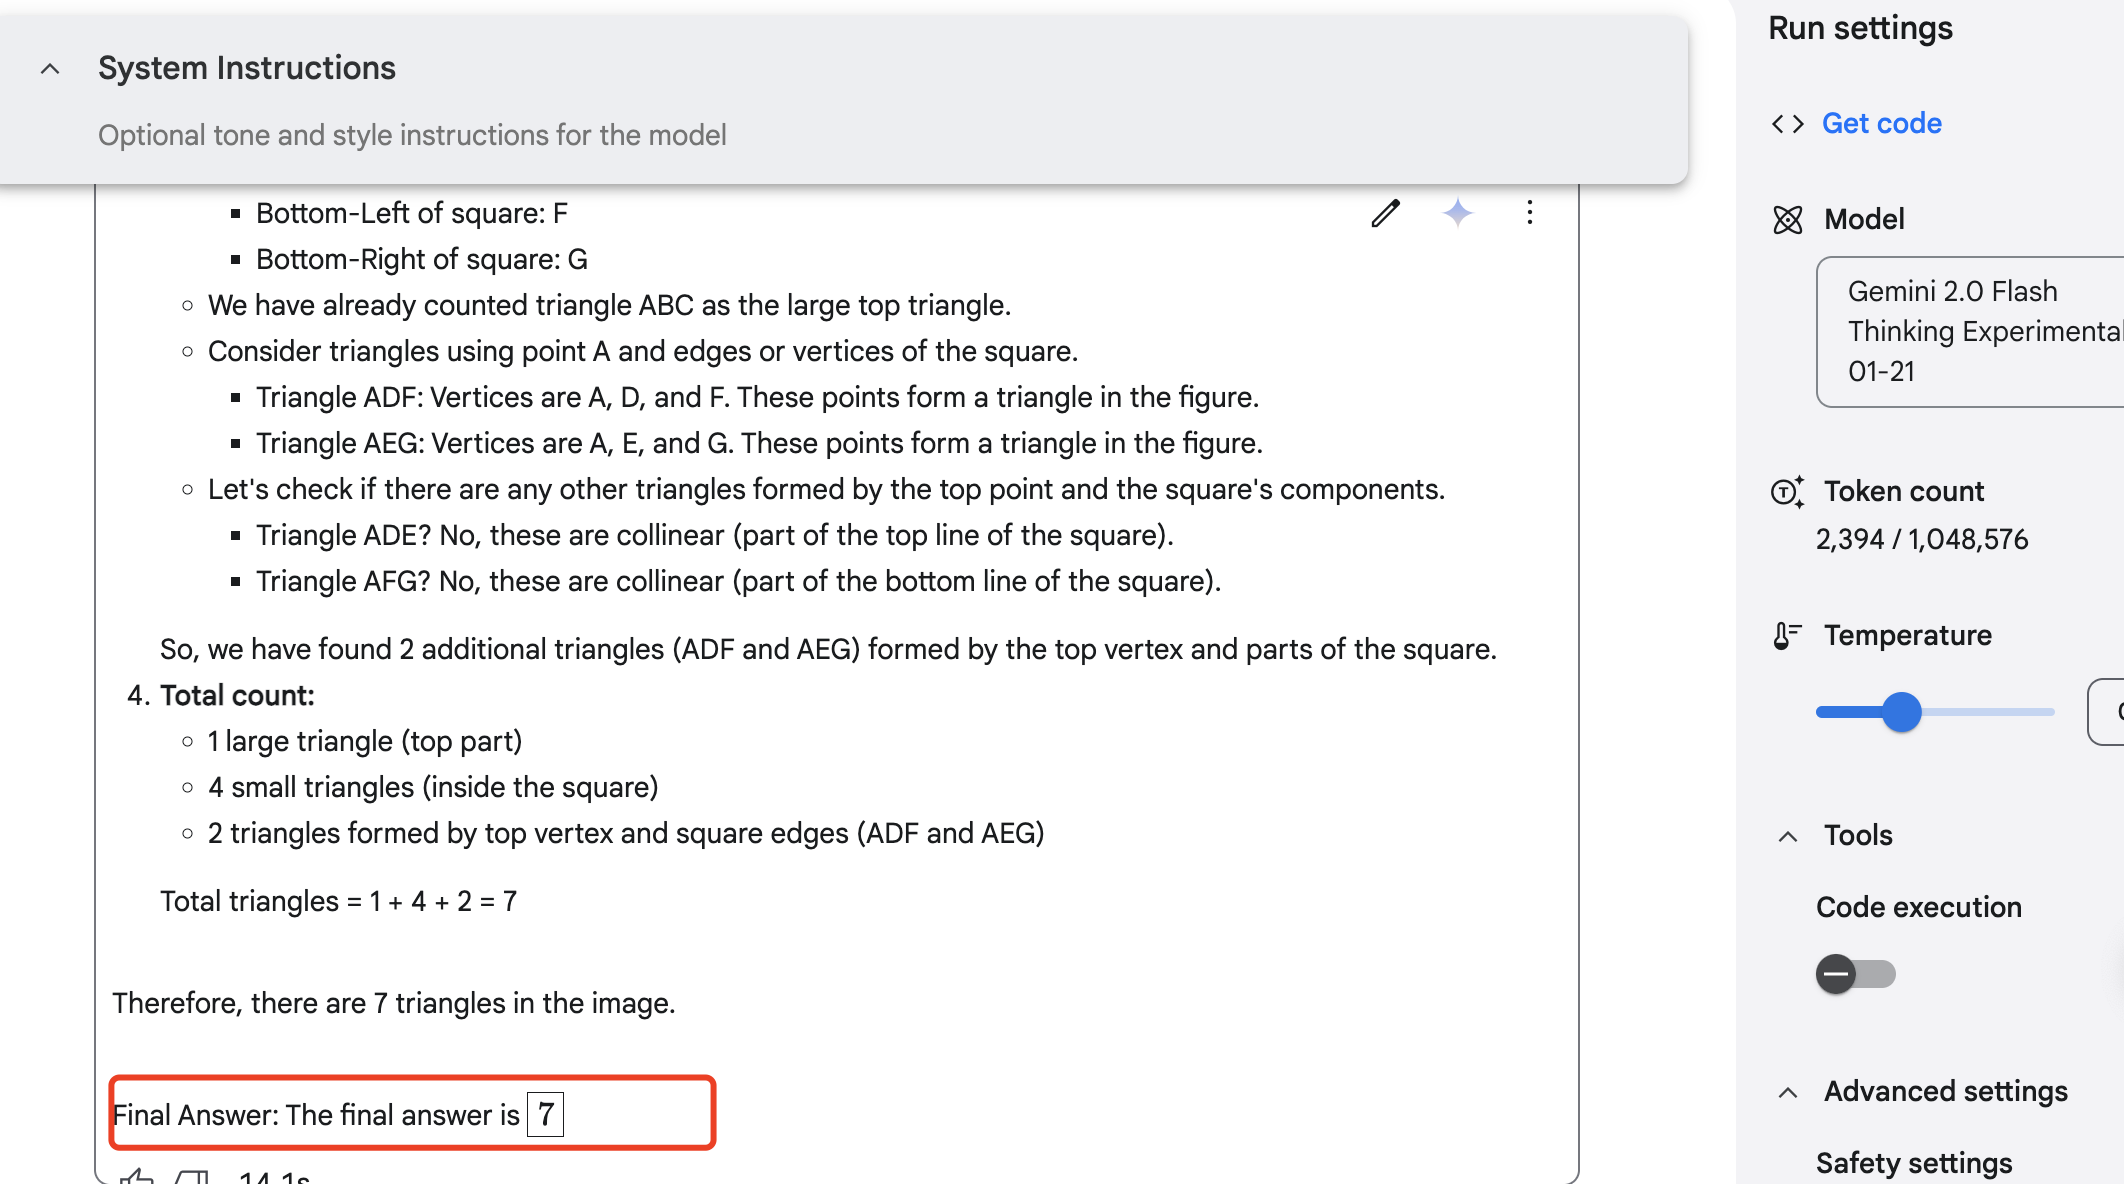 System Instructions
Optional tone and style instructions for the model
▪ Bottom-Left of square: F
▪ Bottom-Right of square: G
○ We have already counted triangle ABC as the large top triangle.
○ Consider triangles using point A and edges or vertices of the square.
▪ Triangle ADF: Vertices are A, D, and F. These points form a triangle in the figure.
▪ Triangle AEG: Vertices are A, E, and G. These points form a triangle in the figure.
○ Let's check if there are any other triangles formed by the top point and the square's components.
▪ Triangle ADE? No, these are collinear (part of the top line of the square).
▪ Triangle AFG? No, these are collinear (part of the bottom line of the square).
So, we have found 2 additional triangles (ADF and AEG) formed by the top vertex and parts of the square.
4. Total count:
○ 1 large triangle (top part)
○ 4 small triangles (inside the square)
○ 2 triangles formed by top vertex and square edges (ADF and AEG)
Total triangles = 1 + 4 + 2 = 7
Therefore, there are 7 triangles in the image.
Final Answer: The final answer is 7
Run settings
Get code
Model
Gemini 2.0 Flash
Thinking Experimental
01-21
Token count
2,394 / 1,048,576
Temperature
Tools
Code execution
Advanced settings
Safety settings